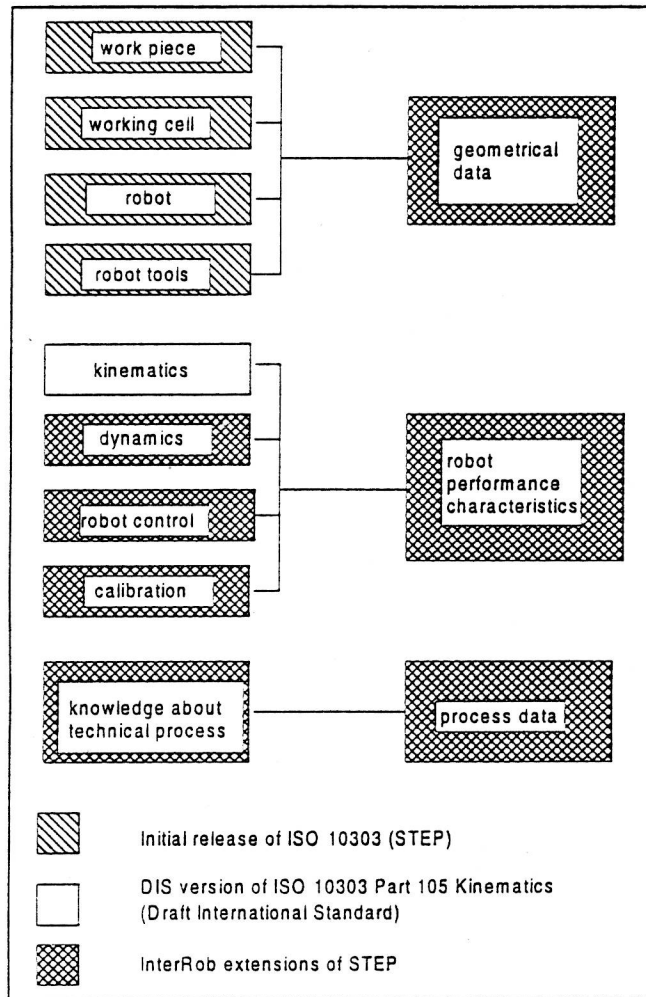 work piece
working cell
robot
robot tools
geometrical
data
kinematics
dynamics
robot control
calibration
robot
performance
characteristics
knowledge about
technical process
process data
Initial release of ISO 10303 (STEP)
DIS version of ISO 10303 Part 105 Kinematics
(Draft International Standard)
InterRob extensions of STEP